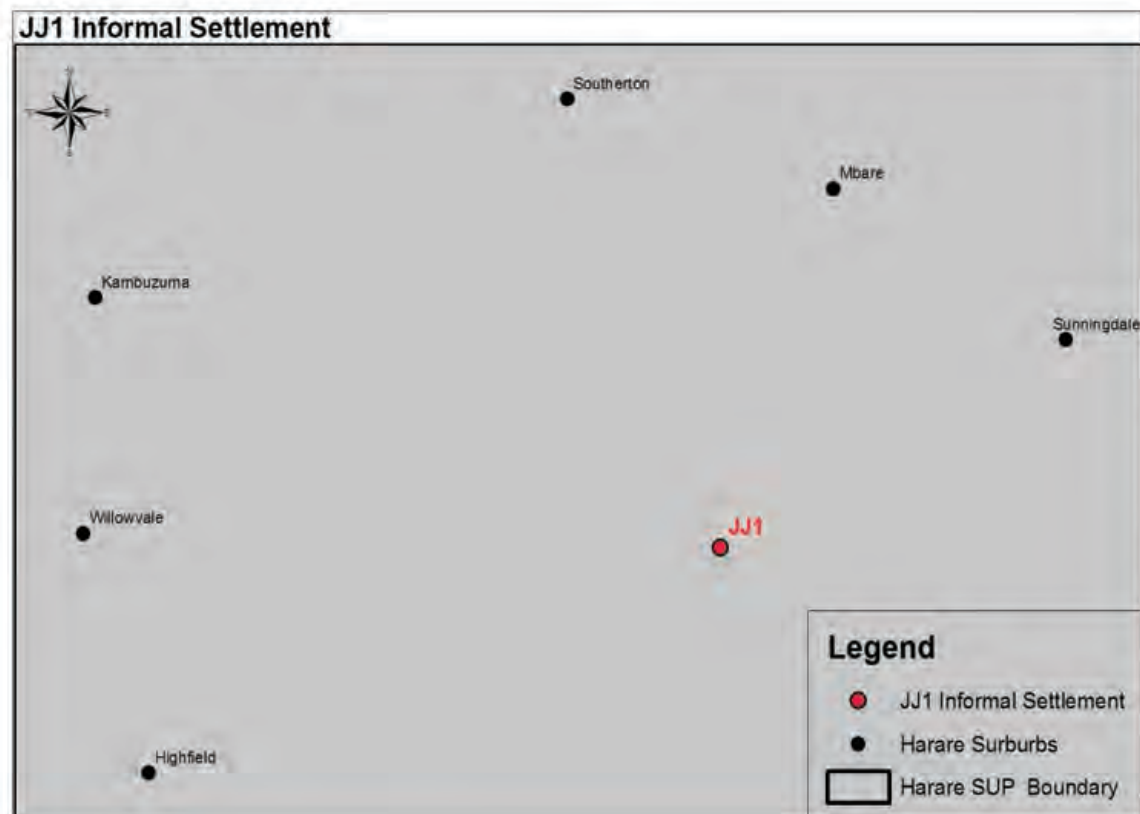 JJ1 Informal Settlement
Southerton
Mbare
Kambuzuma
Sunningdale
Willowvale
JJ1
Highfield
Legend
JJ1 Informal Settlement
Harare Surburbs
Harare SUP Boundary